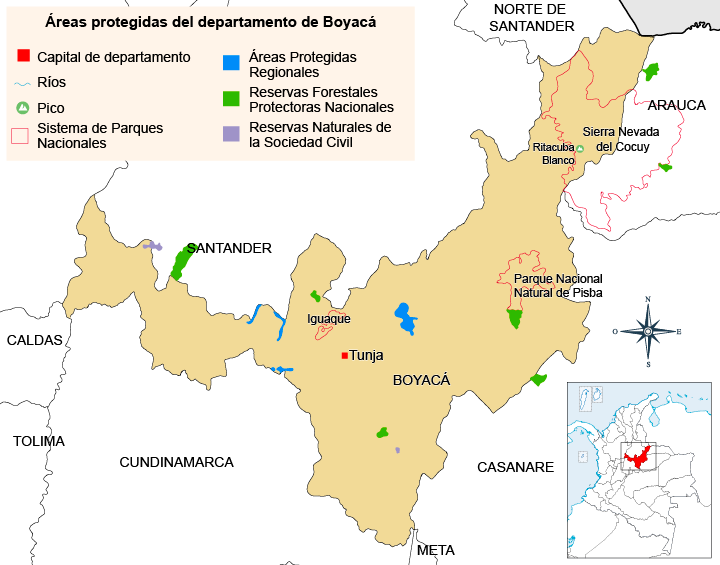 Áreas protegidas del departamento de Boyacá
Capital de departamento
Ríos
Pico
Sistema de Parques
Nacionales
Áreas Protegidas
Regionales
Reservas Forestales
Protectoras Nacionales
Reservas Naturales de
la Sociedad Civil
NORTE DE
SANTANDER
ARAUCA
Sierra Nevada
del Cocuy
Ritacuba
Blanco
SANTANDER
Parque Nacional
Natural de Pisba
Iguaque
CALDAS
Tunja
BOYACÁ
N
O
E
S
TOLIMA
CUNDINAMARCA
CASANARE
META